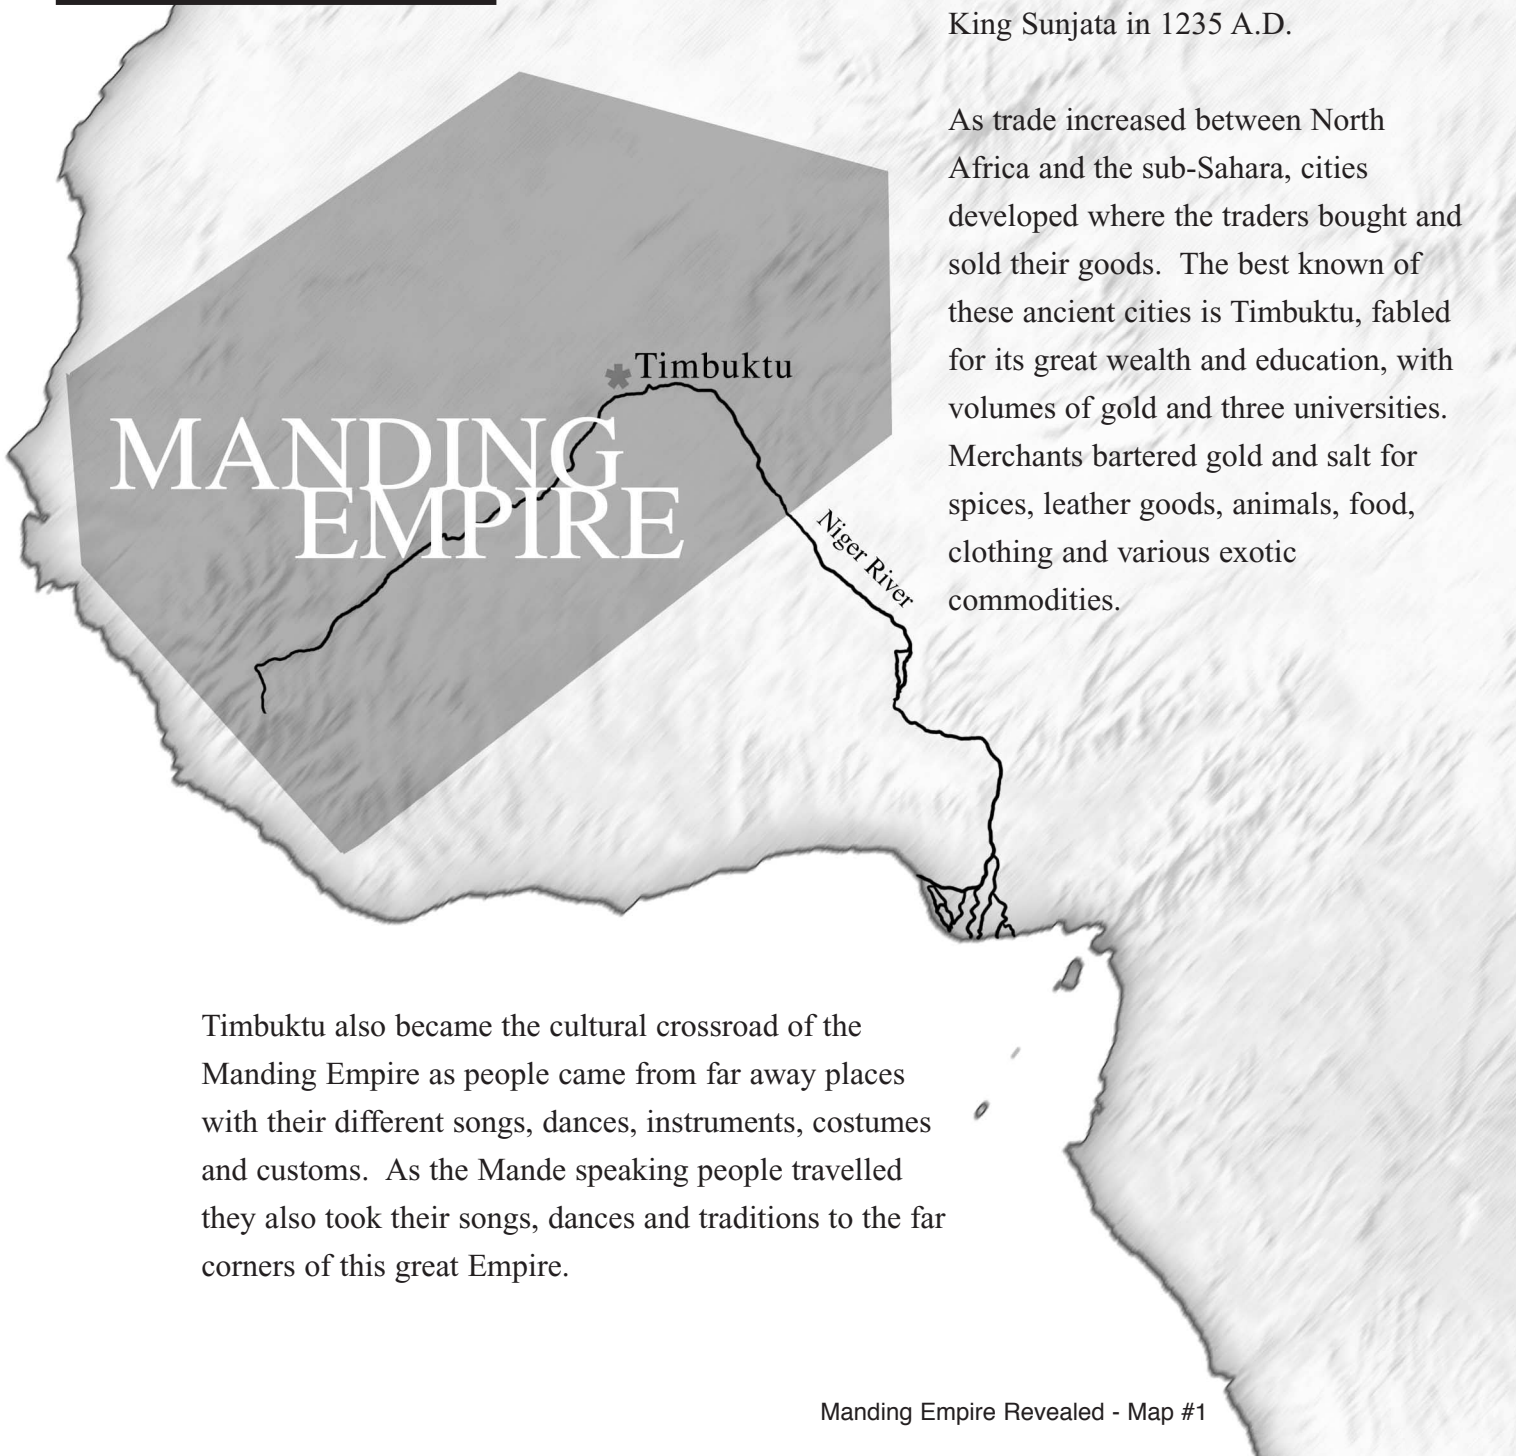 King Sunjata in 1235 A.D.
As trade increased between North
Africa and the sub-Sahara, cities
developed where the traders bought and
sold their goods.  The best known of
these ancient cities is Timbuktu, fabled
for its great wealth and education, with
volumes of gold and three universities.
Merchants bartered gold and salt for
spices, leather goods, animals, food,
clothing and various exotic
commodities.
Timbuktu
MANDING
EMPIRE
Niger River
Timbuktu also became the cultural crossroad of the
Manding Empire as people came from far away places
with their different songs, dances, instruments, costumes
and customs.  As the Mande speaking people travelled
they also took their songs, dances and traditions to the far
corners of this great Empire.
Manding Empire Revealed - Map #1